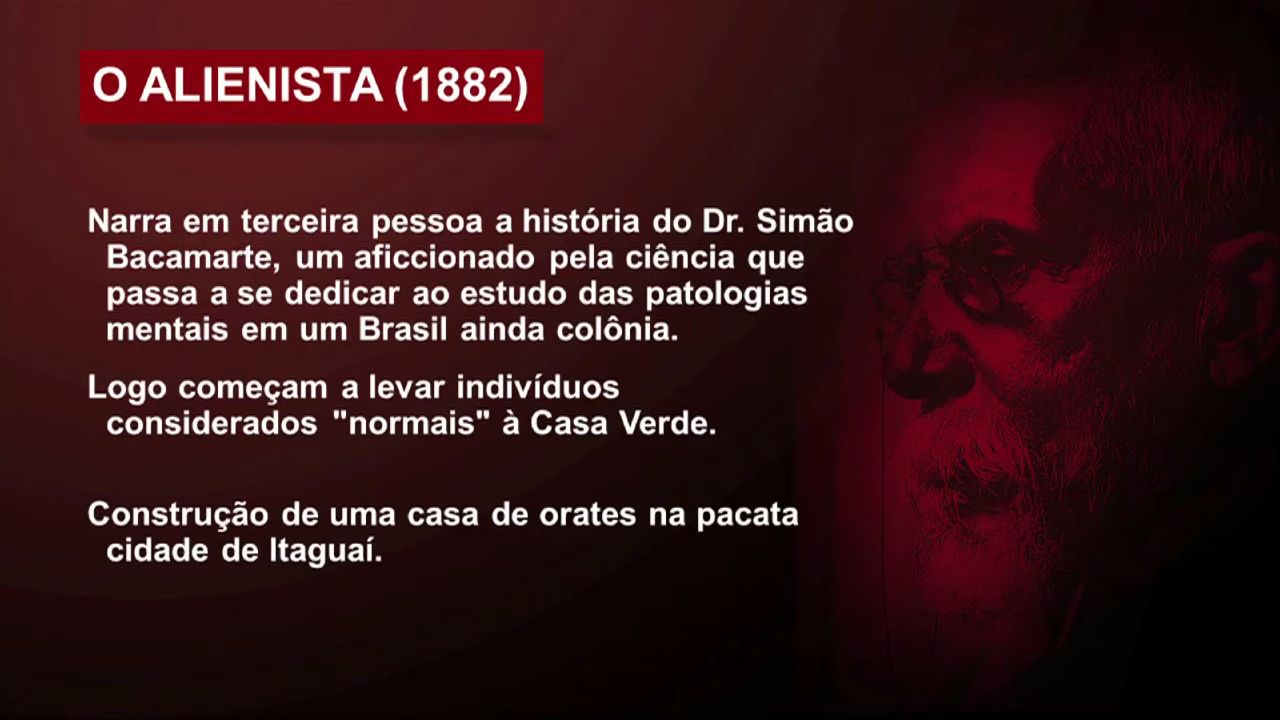 O ALIENISTA (1882)
Narra em terceira pessoa a história do Dr. Simão
Bacamarte, um aficcionado pela ciência que
passa a se dedicar ao estudo das patologias
mentais em um Brasil ainda colônia.
Logo começam a levar indivíduos
considerados "normais" à Casa Verde.
Construção de uma casa de orates na pacata
cidade de Itaguaí.